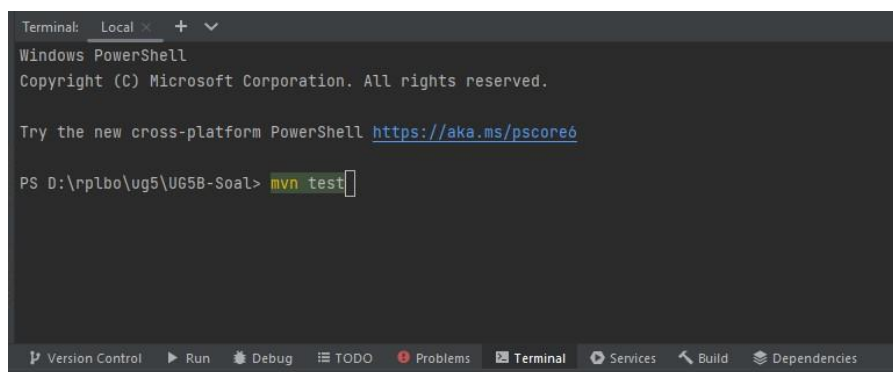 Terminal: Local
Windows PowerShell
Copyright (C) Microsoft Corporation. All rights reserved.
Try the new cross-platform PowerShell https://aka.ms/pscore6
PS D:\rplbo\ug5\UG5B-Soal> mvn test
Version Control Run Debug TODO Problems Terminal Services Build Dependencies